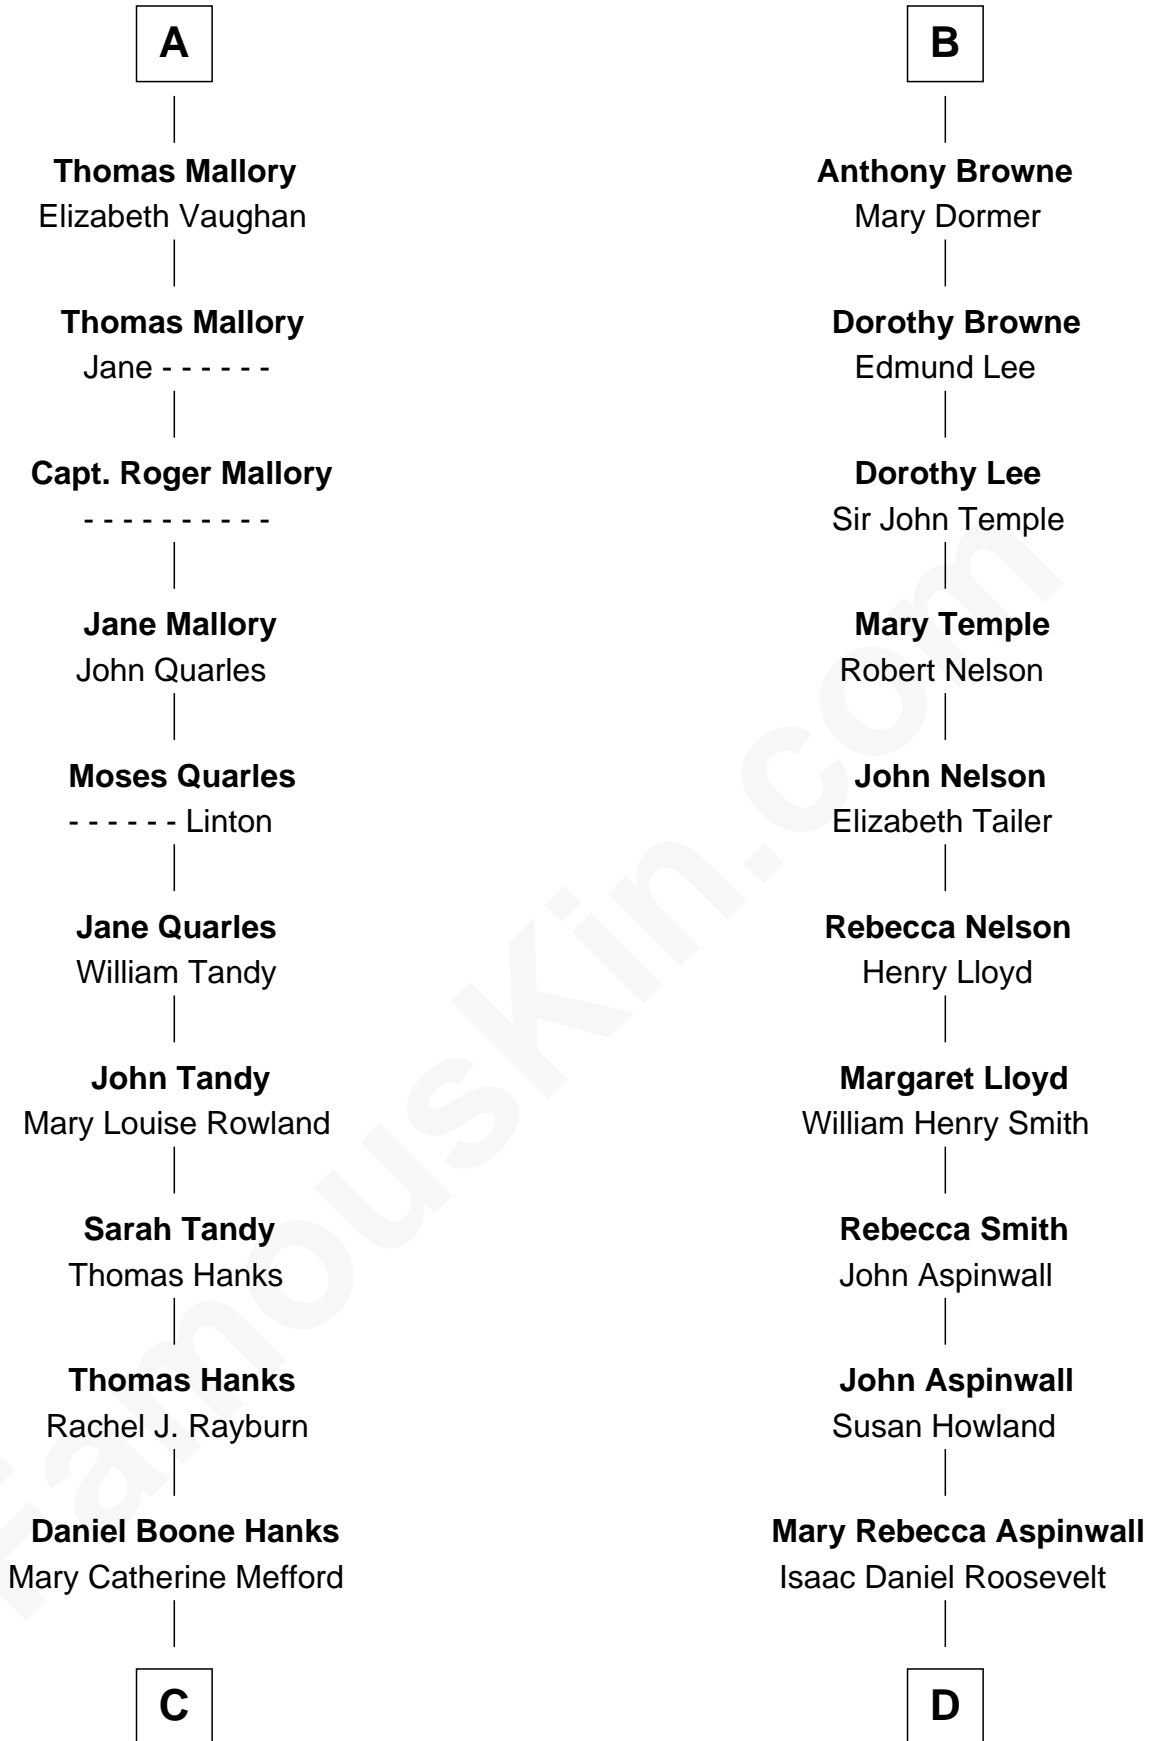 A
Thomas Mallory
Elizabeth Vaughan
Thomas Mallory
Jane - - - - - -
Capt. Roger Mallory
- - - - - - - - - -
Jane Mallory
John Quarles
Moses Quarles
- - - - - - Linton
Jane Quarles
William Tandy
John Tandy
Mary Louise Rowland
Sarah Tandy
Thomas Hanks
Thomas Hanks
Rachel J. Rayburn
Daniel Boone Hanks
Mary Catherine Mefford
C
B
Anthony Browne
Mary Dormer
Dorothy Browne
Edmund Lee
Dorothy Lee
Sir John Temple
Mary Temple
Robert Nelson
John Nelson
Elizabeth Tailer
Rebecca Nelson
Henry Lloyd
Margaret Lloyd
William Henry Smith
Rebecca Smith
John Aspinwall
John Aspinwall
Susan Howland
Mary Rebecca Aspinwall
Isaac Daniel Roosevelt
D
FamousKin.com